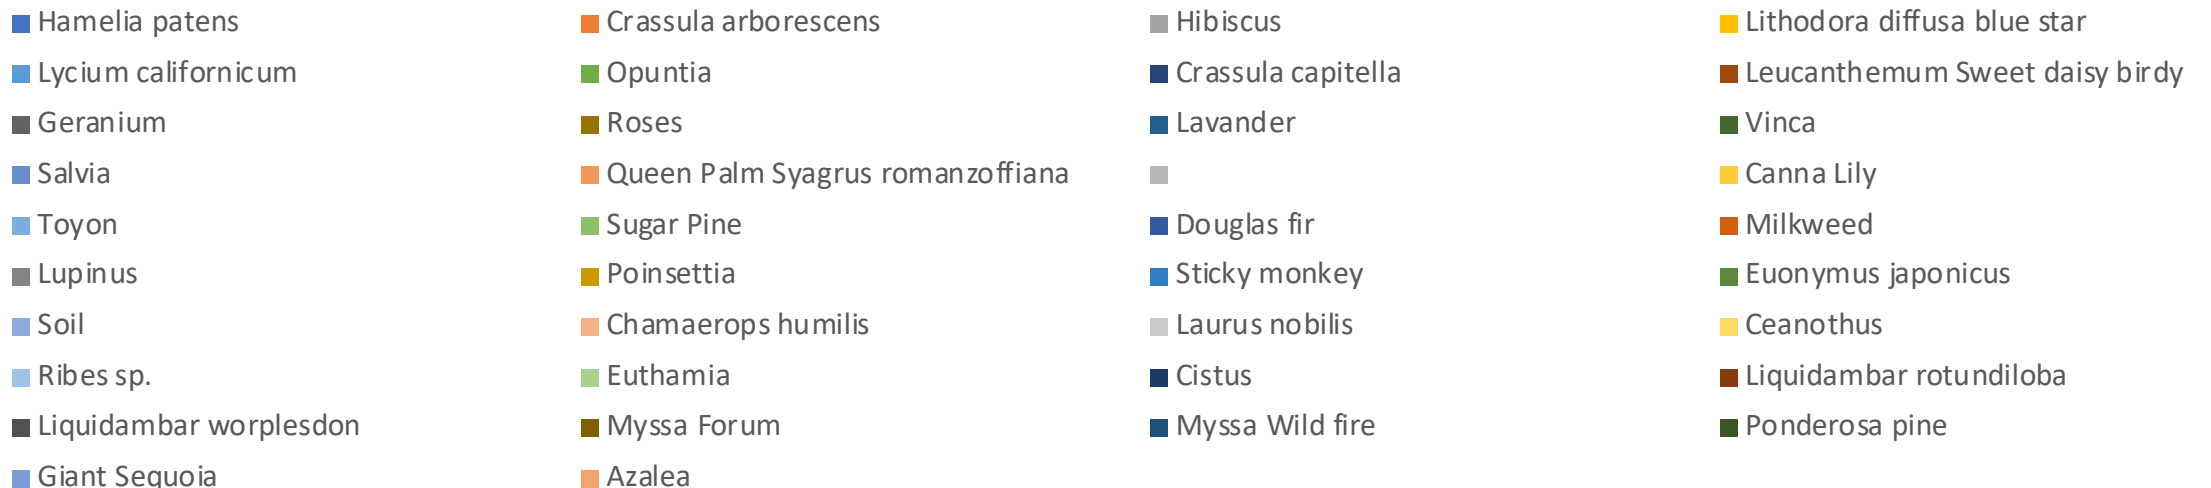 Hamelia patens Crassula arborescens Hibiscus Lithodora diffusa blue star
Lycium californicum Opuntia Crassula capitella Leucanthemum Sweet daisy birdy
Geranium Roses Lavander Vinca
Salvia Queen Palm Syagrus romanzoffiana Canna Lily
Toyon Sugar Pine Douglas fir Milkweed
Lupinus Poinsettia Sticky monkey Euonymus japonicus
Soil Chamaerops humilis Laurus nobilis Ceanothus
Ribes sp. Euthamia Cistus Liquidambar rotundiloba
Liquidambar worplesdon Myssa Forum Myssa Wild fire Ponderosa pine
Giant Sequoia Azalea